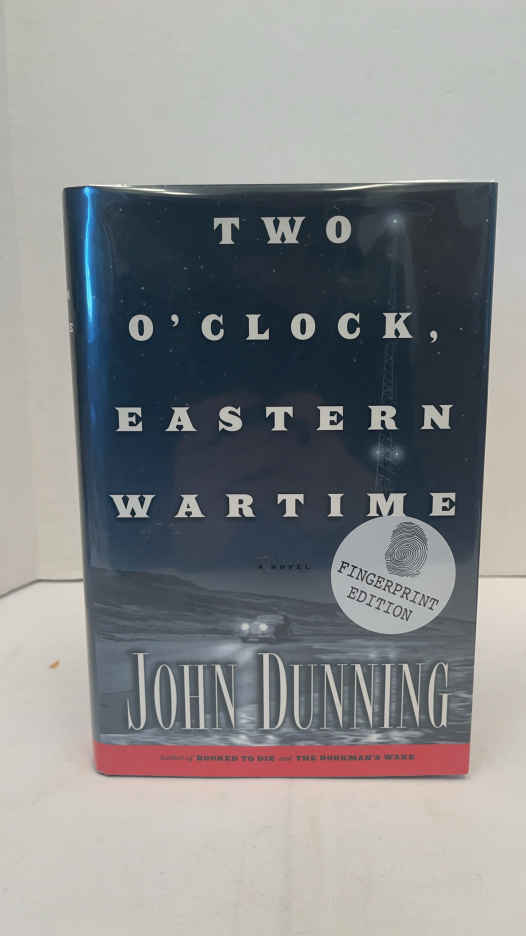 TWO
O'CLOCK,
EASTERN
WARTIME
A NOVEL
FINGERPRINT
EDITION
JOHN DUNNING
Author of BOOKED TO DIE and THE BOOKMAN'S WAKE